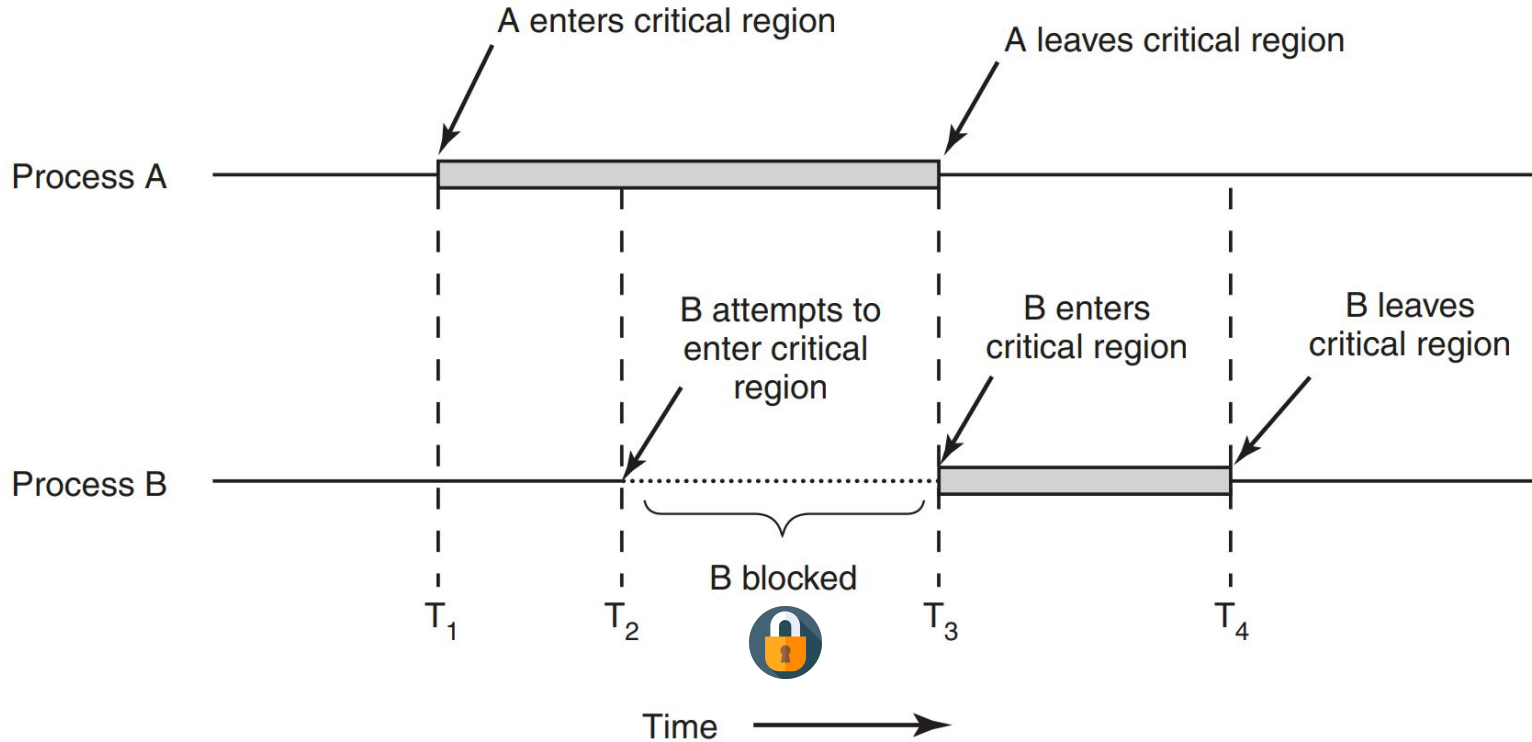 A enters critical region
A leaves critical region
Process A
B attempts to
enter critical
region
B enters
critical region
B leaves
critical region
Process B
B blocked
T1
T2
T3
T4
Time